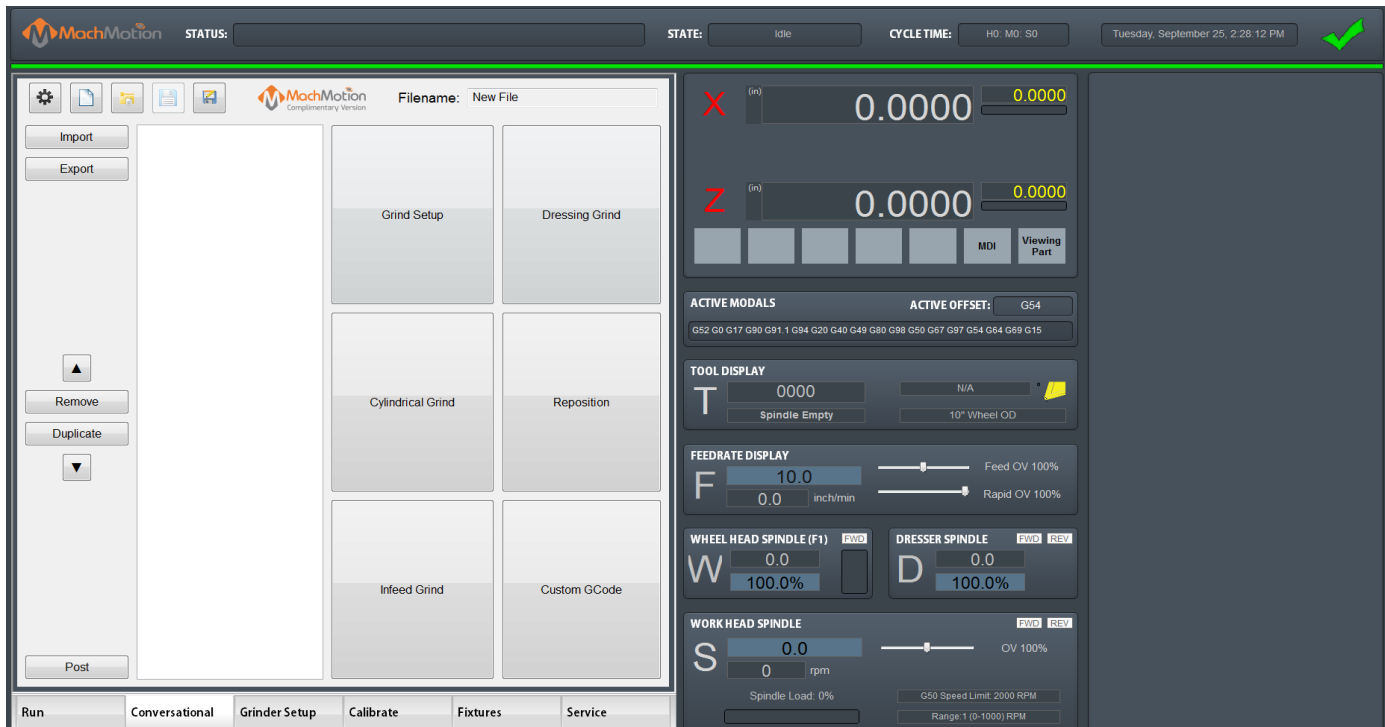 MachMotion STATUS: STATE: Idle CYCLE TIME: H0: M0: S0 Tuesday, September 25, 2:28:12 PM
MachMotion
Complimentary Version
Filename: New File
Import
Export
Remove
Duplicate
Post
Grind Setup
Dressing Grind
Cylindrical Grind
Reposition
Infeed Grind
Custom GCode
Run
Conversational
Grinder Setup
Calibrate
Fixtures
Service
X (in) 0.0000 0.0000
Z (in) 0.0000 0.0000
MDI
Viewing
Part
ACTIVE MODALS ACTIVE OFFSET: G54
G52 G0 G17 G90 G91.1 G94 G20 G40 G49 G80 G98 G50 G67 G97 G54 G64 G69 G15
TOOL DISPLAY
T 0000 N/A
Spindle Empty 10" Wheel OD
FEEDRATE DISPLAY
F 10.0 Feed OV 100%
0.0 inch/min Rapid OV 100%
WHEEL HEAD SPINDLE (F1) FWD
W 0.0
100.0%
DRESSER SPINDLE FWD REV
D 0.0
100.0%
WORK HEAD SPINDLE FWD REV
S 0.0 OV 100%
0 rpm
Spindle Load: 0% G50 Speed Limit: 2000 RPM
Range:1 (0-1000) RPM